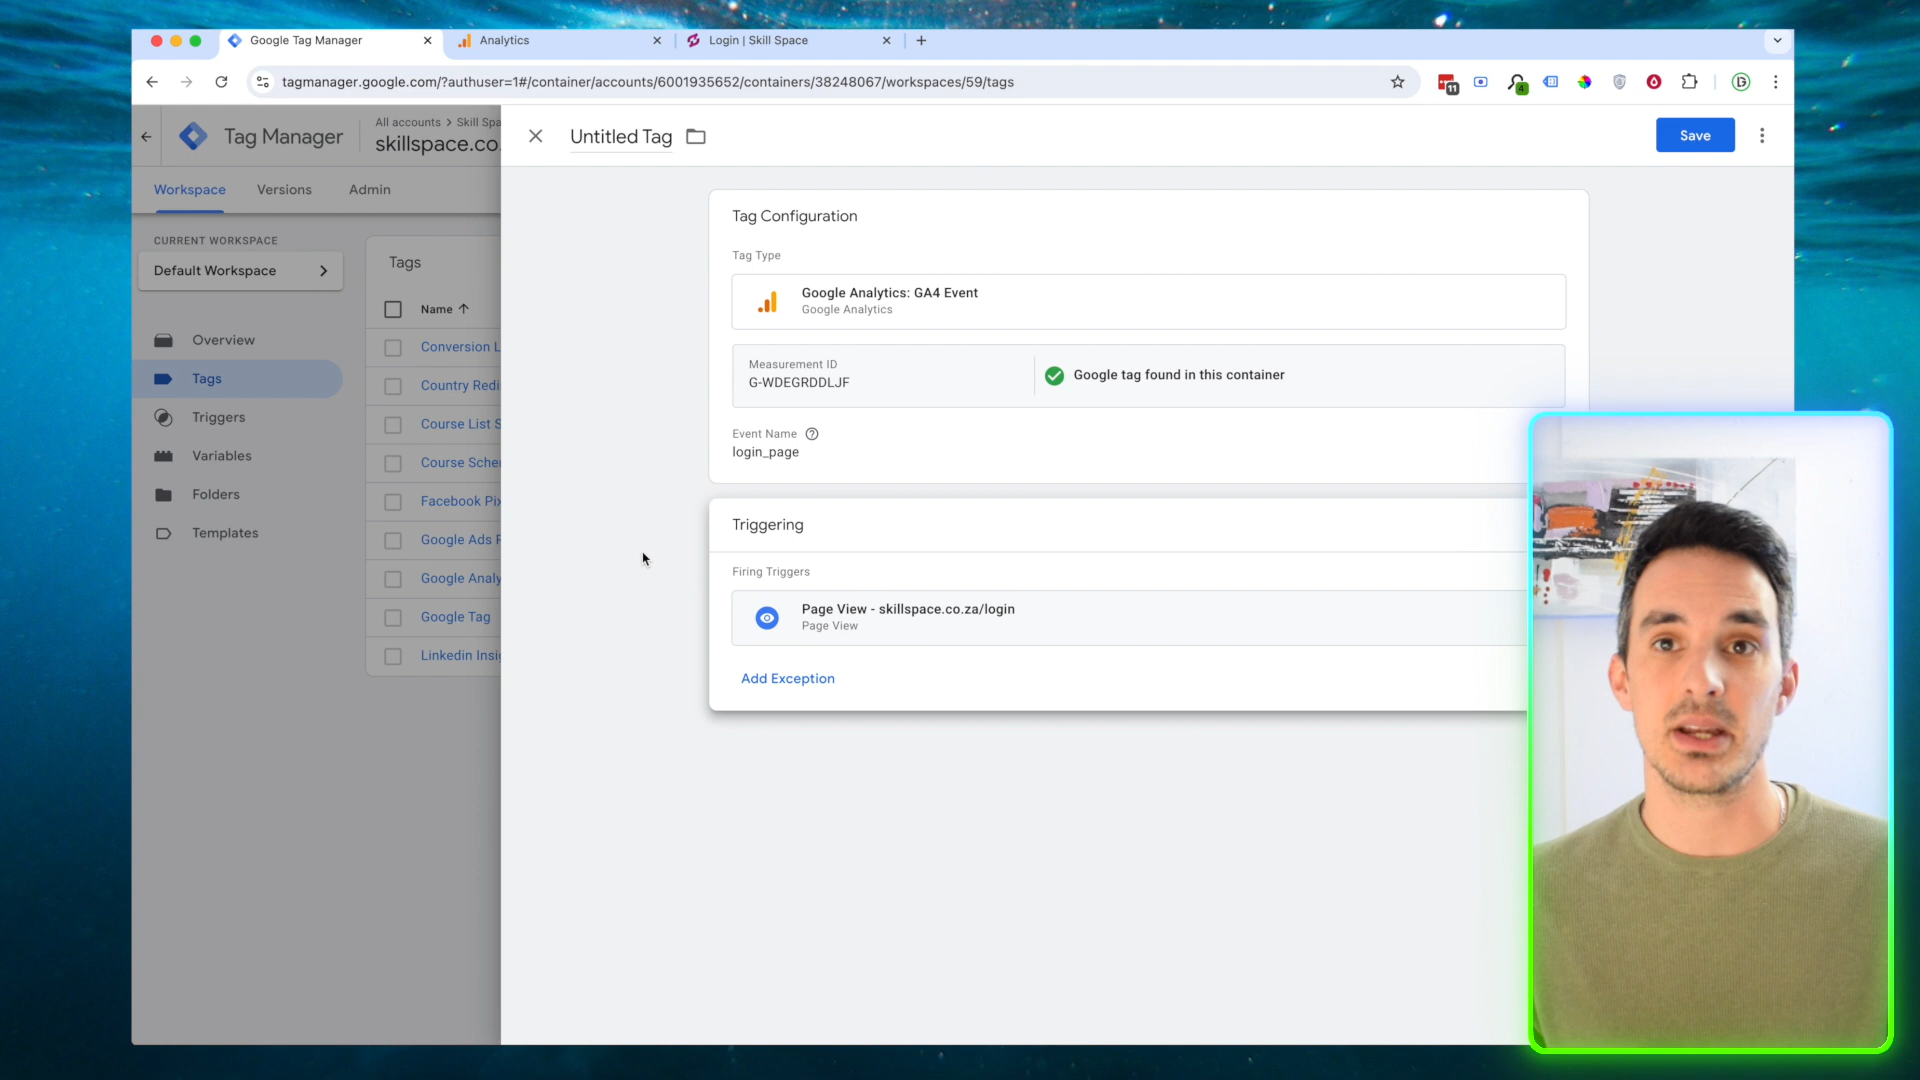 Google Tag Manager
Analytics
Login | Skill Space
tagmanager.google.com/?authuser=1#/container/accounts/6001935652/containers/38248067/workspaces/59/tags
11
4
Tag Manager
All accounts > Skill Spa
skillspace.co.
Untitled Tag
Save
Workspace
Versions
Admin
CURRENT WORKSPACE
Default Workspace
Overview
Tags
Triggers
Variables
Folders
Templates
Tags
Name
Conversion L
Country Redi
Course List S
Course Sche
Facebook Pix
Google Ads
Google Analy
Google Tag
Linkedin Insi
Tag Configuration
Tag Type
Google Analytics: GA4 Event
Google Analytics
Measurement ID
G-WDEGRDDLJF
Google tag found in this container
Event Name
login_page
Triggering
Firing Triggers
Page View - skillspace.co.za/login
Page View
Add Exception